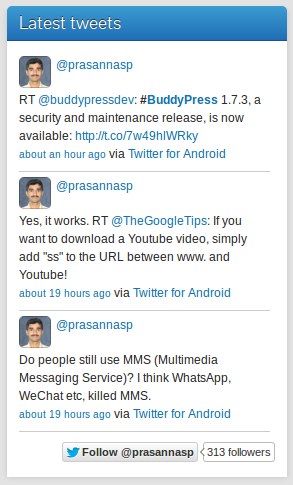 Latest tweets
@prasannasp
RT @buddypressdev: #BuddyPress 1.7.3, a
security and maintenance release, is now
available: http://t.co/7w49hIWRky
about an hour ago via Twitter for Android
@prasannasp
Yes, it works. RT @TheGoogleTips: If you
want to download a Youtube video, simply
add "ss" to the URL between www. and
Youtube!
about 19 hours ago via Twitter for Android
@prasannasp
Do people still use MMS (Multimedia
Messaging Service)? I think WhatsApp,
WeChat etc, killed MMS.
about 19 hours ago via Twitter for Android
Follow @prasannasp 313 followers